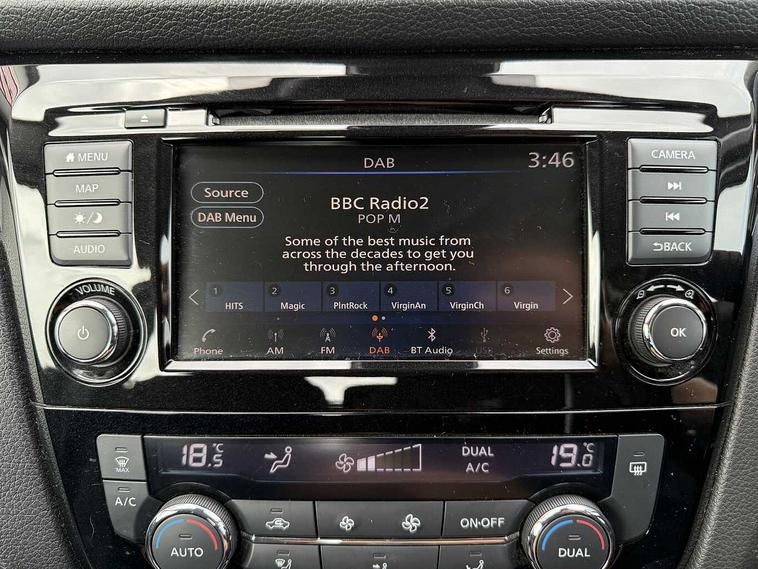 DAB
3:46
MENU
MAP
AUDIO
VOLUME
Source
DAB Menu
BBC Radio2
POP M
Some of the best music from
across the decades to get you
through the afternoon.
1 HITS
2 Magic
3 PlntRock
4 VirginAn
5 VirginCh
6 Virgin
Phone
AM
FM
DAB
BT Audio
USB
Settings
CAMERA
BACK
OK
18.5°C
DUAL
A/C
19.0°C
MAX
A/C
AUTO
ON·OFF
DUAL